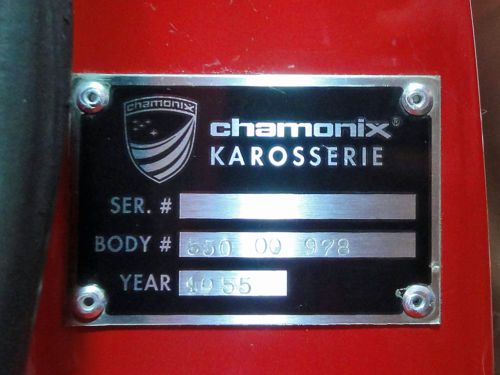 chamonix
chamonix®
KAROSSERIE
SER. #
BODY # 550 00 978
YEAR 1955